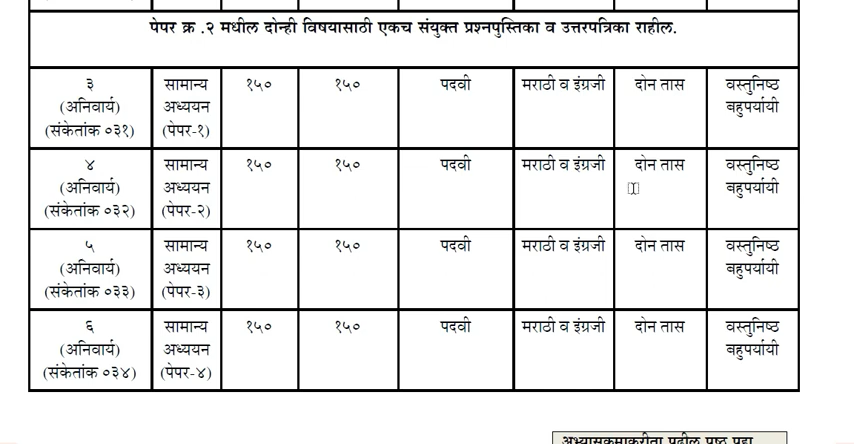 पेपर क्र .२ मधील दोन्ही विषयासाठी एकच संयुक्त प्रश्नपुस्तिका व उत्तरपत्रिका राहील.
३ सामान्य १५० १५० पदवी मराठी व इंग्रजी दोन तास वस्तुनिष्ठ
(अनिवार्य) अध्ययन बहुपर्यायी
(संकेतांक ०३१) (पेपर-१)
४ सामान्य १५० १५० पदवी मराठी व इंग्रजी दोन तास वस्तुनिष्ठ
(अनिवार्य) अध्ययन बहुपर्यायी
(संकेतांक ०३२) (पेपर-२)
५ सामान्य १५० १५० पदवी मराठी व इंग्रजी दोन तास वस्तुनिष्ठ
(अनिवार्य) अध्ययन बहुपर्यायी
(संकेतांक ०३३) (पेपर-३)
६ सामान्य १५० १५० पदवी मराठी व इंग्रजी दोन तास वस्तुनिष्ठ
(अनिवार्य) अध्ययन बहुपर्यायी
(संकेतांक ०३४) (पेपर-४)